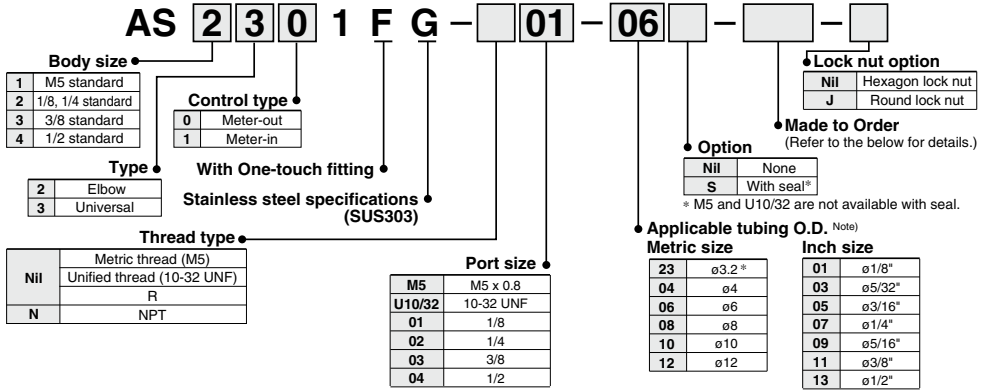 AS 2 3 0 1 F G - 01 - 06 - -
Body size
1 M5 standard
2 1/8, 1/4 standard
3 3/8 standard
4 1/2 standard
Type
2 Elbow
3 Universal
Control type
0 Meter-out
1 Meter-in
With One-touch fitting
Stainless steel specifications
(SUS303)
Thread type
Nil Metric thread (M5)
Unified thread (10-32 UNF)
R
N NPT
Port size
M5 M5 x 0.8
U10/32 10-32 UNF
01 1/8
02 1/4
03 3/8
04 1/2
Lock nut option
Nil Hexagon lock nut
J Round lock nut
Made to Order
(Refer to the below for details.)
Option
Nil None
S With seal*
* M5 and U10/32 are not available with seal.
Applicable tubing O.D. Note)
Metric size
23 ø3.2*
04 ø4
06 ø6
08 ø8
10 ø10
12 ø12
Inch size
01 ø1/8"
03 ø5/32"
05 ø3/16"
07 ø1/4"
09 ø5/16"
11 ø3/8"
13 ø1/2"